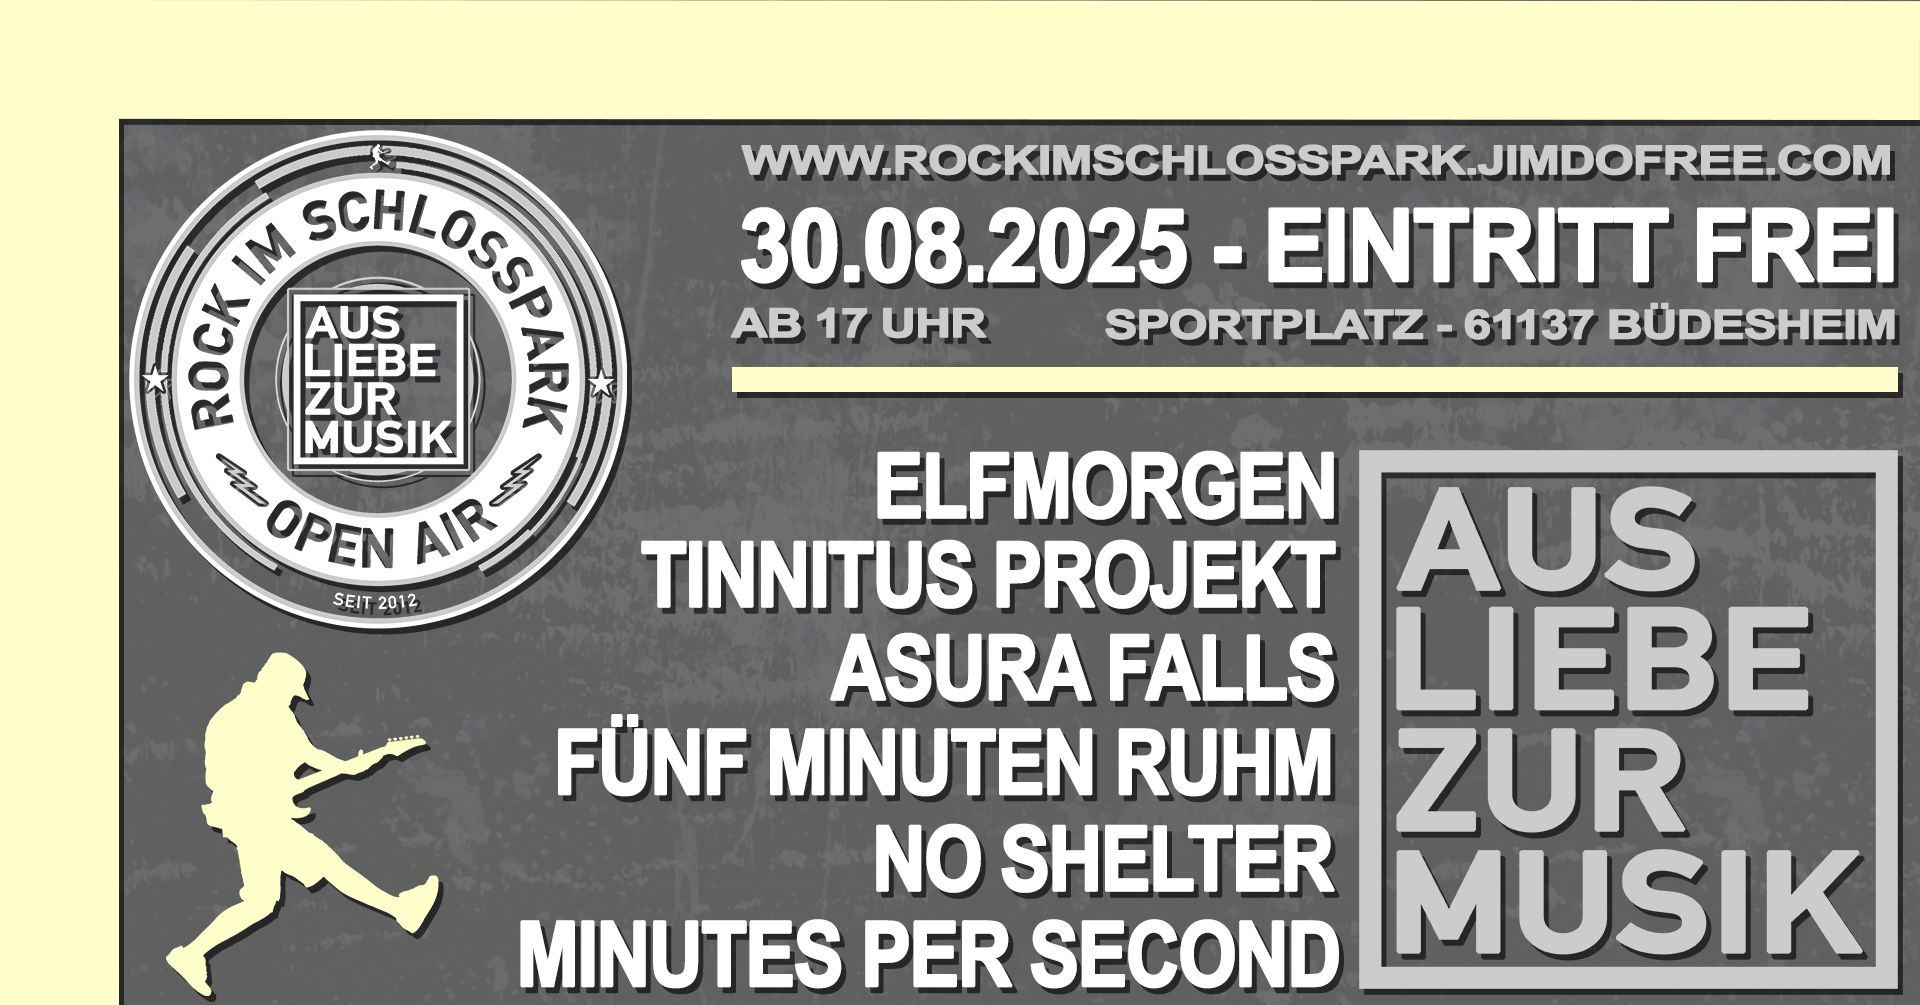 ROCK IM SCHLOSSPARK
AUS
LIEBE
ZUR
MUSIK
OPEN AIR
SEIT 2012
WWW.ROCKIMSCHLOSSPARK.JIMDOFREE.COM
30.08.2025 - EINTRITT FREI
AB 17 UHR SPORTPLATZ - 61137 BÜDESHEIM
ELFMORGEN
TINNITUS PROJEKT
ASURA FALLS
FÜNF MINUTEN RUHM
NO SHELTER
MINUTES PER SECOND
AUS
LIEBE
ZUR
MUSIK